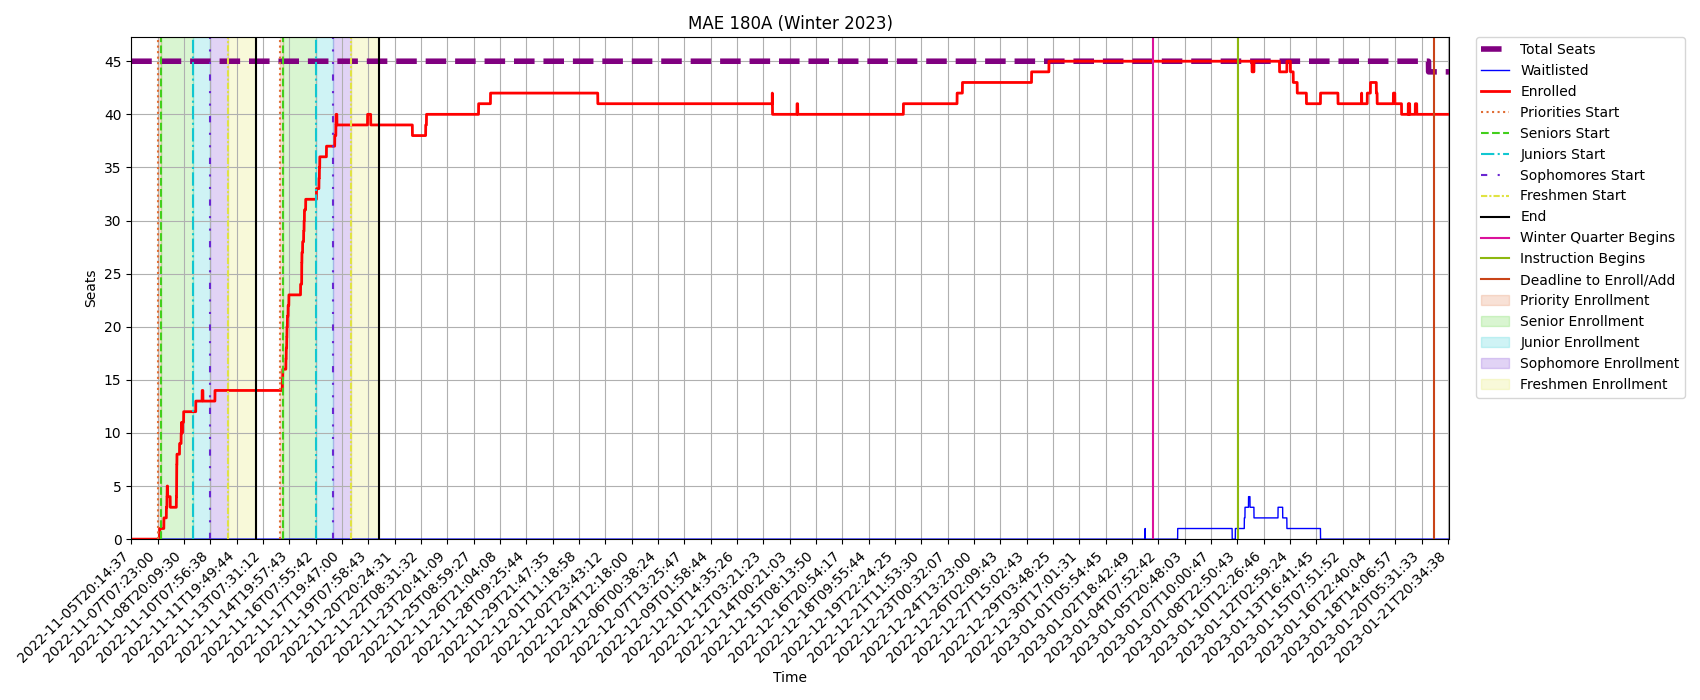 MAE 180A (Winter 2023)
45
40
35
30
25
20
15
10
5
0
Seats
2022-11-05T20:14:37
2022-11-07T07:23:00
2022-11-08T20:09:30
2022-11-10T07:56:38
2022-11-11T19:49:44
2022-11-13T07:31:12
2022-11-14T19:57:43
2022-11-16T07:55:42
2022-11-17T19:47:00
2022-11-19T07:58:43
2022-11-20T20:24:31
2022-11-22T08:31:32
2022-11-23T20:41:09
2022-11-25T08:59:27
2022-11-26T21:04:08
2022-11-28T09:25:44
2022-11-29T21:47:35
2022-12-01T11:18:58
2022-12-02T23:43:12
2022-12-04T12:18:00
2022-12-06T00:38:24
2022-12-07T13:25:47
2022-12-09T01:58:44
2022-12-10T14:35:26
2022-12-12T03:21:23
2022-12-14T00:21:03
2022-12-15T08:13:50
2022-12-16T20:54:17
2022-12-18T09:55:44
2022-12-19T22:24:25
2022-12-21T11:53:30
2022-12-23T00:32:07
2022-12-24T13:23:00
2022-12-26T02:09:43
2022-12-27T15:02:43
2022-12-29T03:48:25
2022-12-30T17:01:31
2023-01-01T05:54:45
2023-01-02T18:42:49
2023-01-04T07:52:42
2023-01-05T20:48:03
2023-01-07T10:00:47
2023-01-08T22:50:43
2023-01-10T12:26:46
2023-01-12T02:59:24
2023-01-13T16:41:45
2023-01-15T07:51:52
2023-01-16T22:40:04
2023-01-18T14:06:57
2023-01-20T05:31:33
2023-01-21T20:34:38
Time
Total Seats
Waitlisted
Enrolled
Priorities Start
Seniors Start
Juniors Start
Sophomores Start
Freshmen Start
End
Winter Quarter Begins
Instruction Begins
Deadline to Enroll/Add
Priority Enrollment
Senior Enrollment
Junior Enrollment
Sophomore Enrollment
Freshmen Enrollment